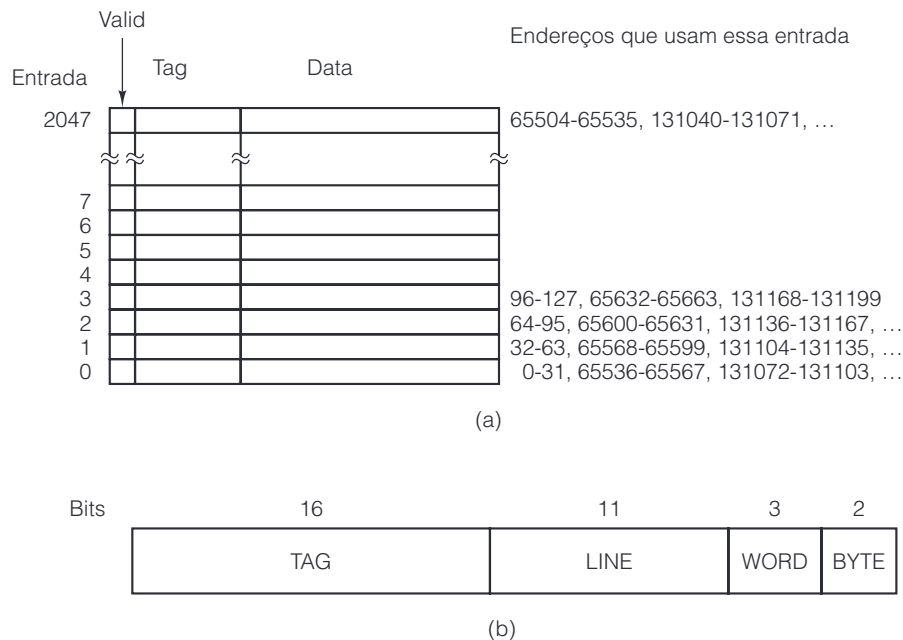 Valid
Endereços que usam essa entrada
Entrada Tag Data
2047 65504-65535, 131040-131071, …
7
6
5
4
3 96-127, 65632-65663, 131168-131199
2 64-95, 65600-65631, 131136-131167, …
1 32-63, 65568-65599, 131104-131135, …
0 0-31, 65536-65567, 131072-131103, …
(a)
Bits 16 11 3 2
TAG LINE WORD BYTE
(b)